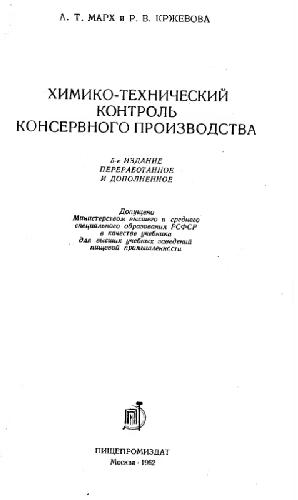 А. Т. МАРХ и Р. В. КРЖЕВОВА
ХИМИКО-ТЕХНИЧЕСКИЙ
КОНТРОЛЬ
КОНСЕРВНОГО ПРОИЗВОДСТВА
ИЗДАНИЕ
ПЕРЕРАБОТАННОЕ
И ДОПОЛНЕННОЕ
Допущено
Министерством высшего и среднего
специального образования РСФСР
в качестве учебника
для высших учебных заведений
пищевой промышленности
ПИЩЕПРОМИЗДАТ
Москва - 1962